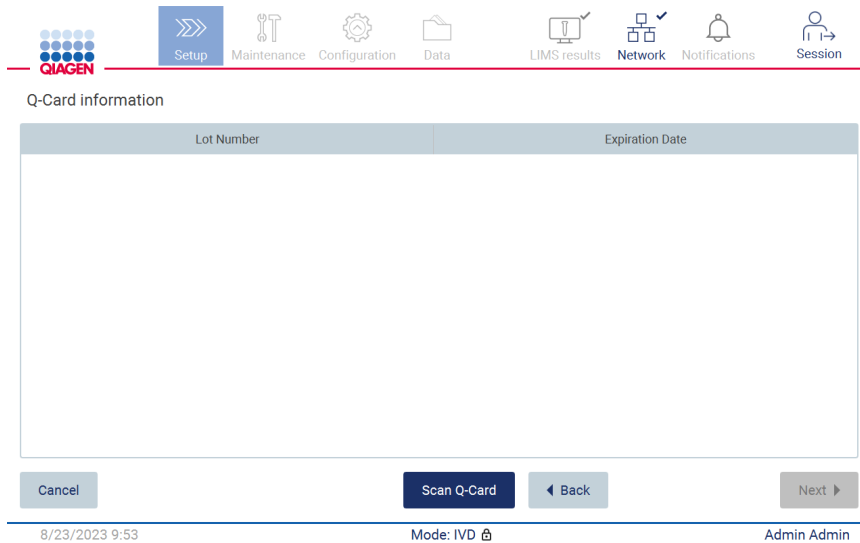 QIAGEN
Setup
Maintenance
Configuration
Data
LIMS results
Network
Notifications
Session
Q-Card information
Lot Number
Expiration Date
Cancel
Scan Q-Card
Back
Next
8/23/2023 9:53
Mode: IVD
Admin Admin